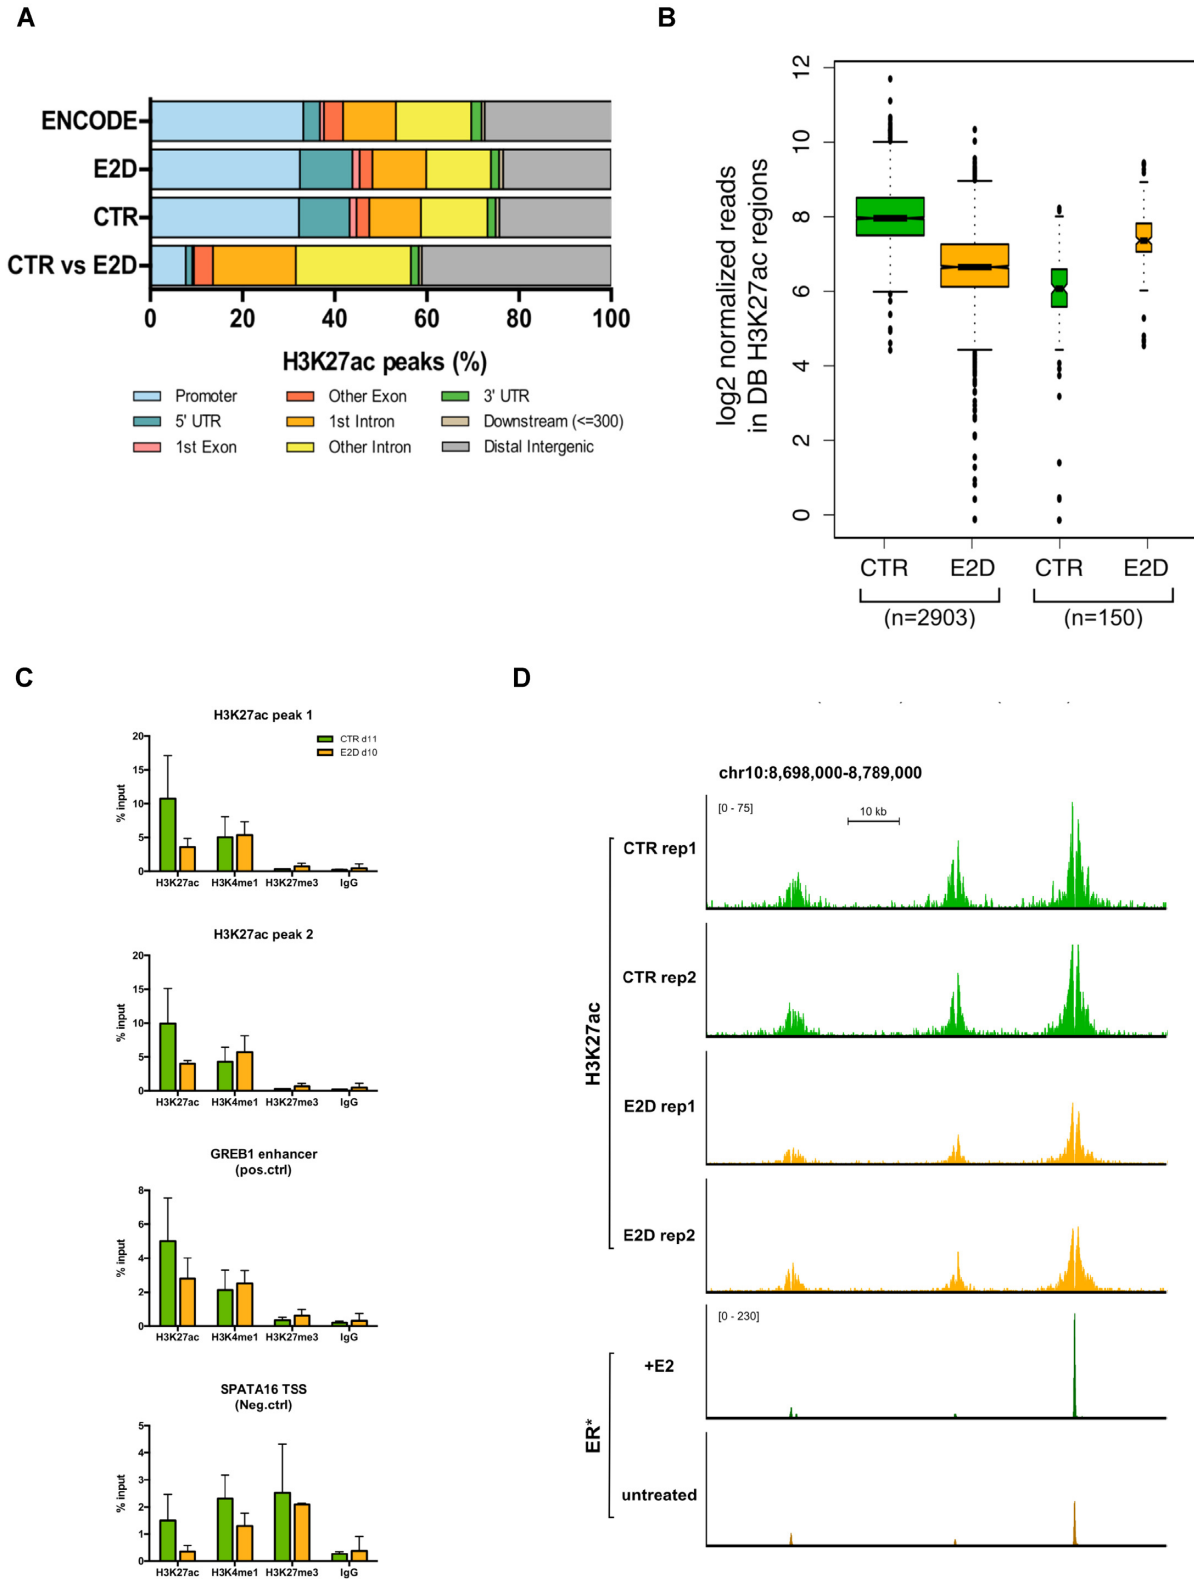 A
ENCODE
E2D
CTR
CTR vs E2D
0 20 40 60 80 100
H3K27ac peaks (%)
Promoter
5' UTR
1st Exon
Other Exon
1st Intron
Other Intron
3' UTR
Downstream (<=300)
Distal Intergenic
B
log2 normalized reads
in DB H3K27ac regions
12
10
8
6
4
2
0
CTR E2D CTR E2D
(n=2903) (n=150)
C
H3K27ac peak 1
CTR d11
E2D d10
% input
20
15
10
5
0
H3K27ac H3K4me1 H3K27me3 IgG
H3K27ac peak 2
% input
20
15
10
5
0
H3K27ac H3K4me1 H3K27me3 IgG
GREB1 enhancer
(pos.ctrl)
% input
8
6
4
2
0
H3K27ac H3K4me1 H3K27me3 IgG
SPATA16 TSS
(Neg.ctrl)
% input
5
4
3
2
1
0
H3K27ac H3K4me1 H3K27me3 IgG
D
chr10:8,698,000-8,789,000
[0 - 75]
10 kb
H3K27ac
CTR rep1
CTR rep2
E2D rep1
E2D rep2
[0 - 230]
ER*
+E2
untreated